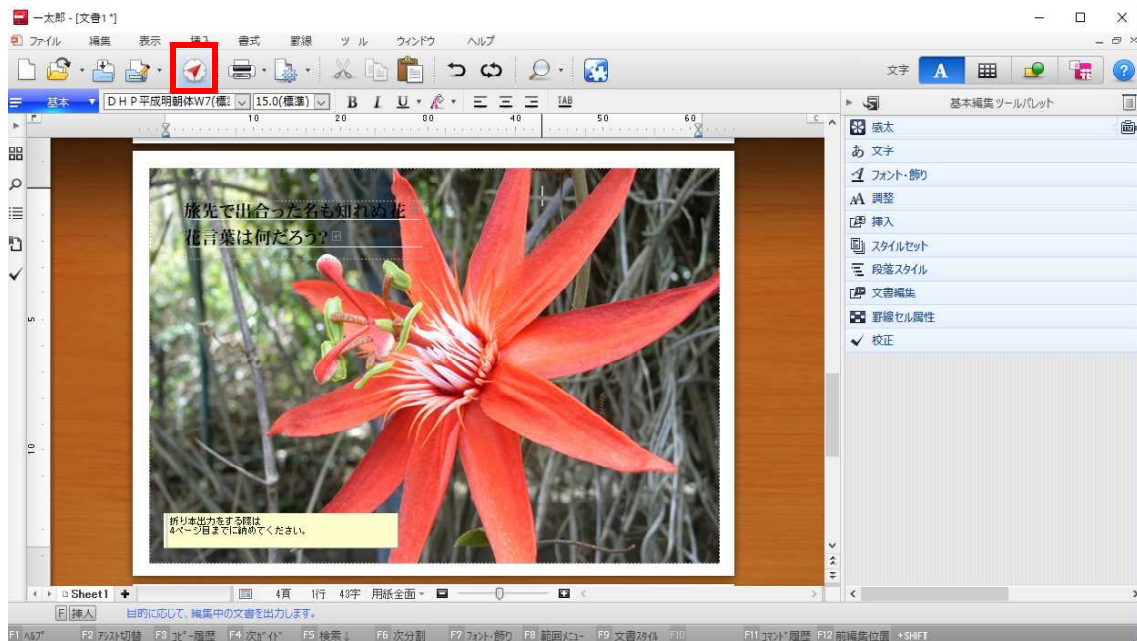 一太郎 - [文書1 *]
ファイル 編集 表示 挿入 書式 罫線 ツール ウィンドウ ヘルプ
文字 A
基本 DHP平成明朝体W7(標 15.0(標準) B I U TAB
基本編集 ツールパレット
10 20 30 40 50 60
感太
あ 文字
フォント・飾り
調整
挿入
スタイルセット
段落スタイル
文書編集
罫線セル属性
校正
旅先で出合った名も知れぬ花
花言葉は何だろう?
5
10
折り本出力をする際は
4ページ目までに納めてください。
Sheet1 4頁 1行 43字 用紙全面
挿入 目的に応じて、編集中の文書を出力します。
F1 ヘルプ F2 アシスト切替 F3 コピー履歴 F4 次ガイド F5 検索↓ F6 次分割 F7 フォント・飾り F8 範囲メニュー F9 文書スタイル F10 F11 コマンド履歴 F12 前編集位置 +SHIFT